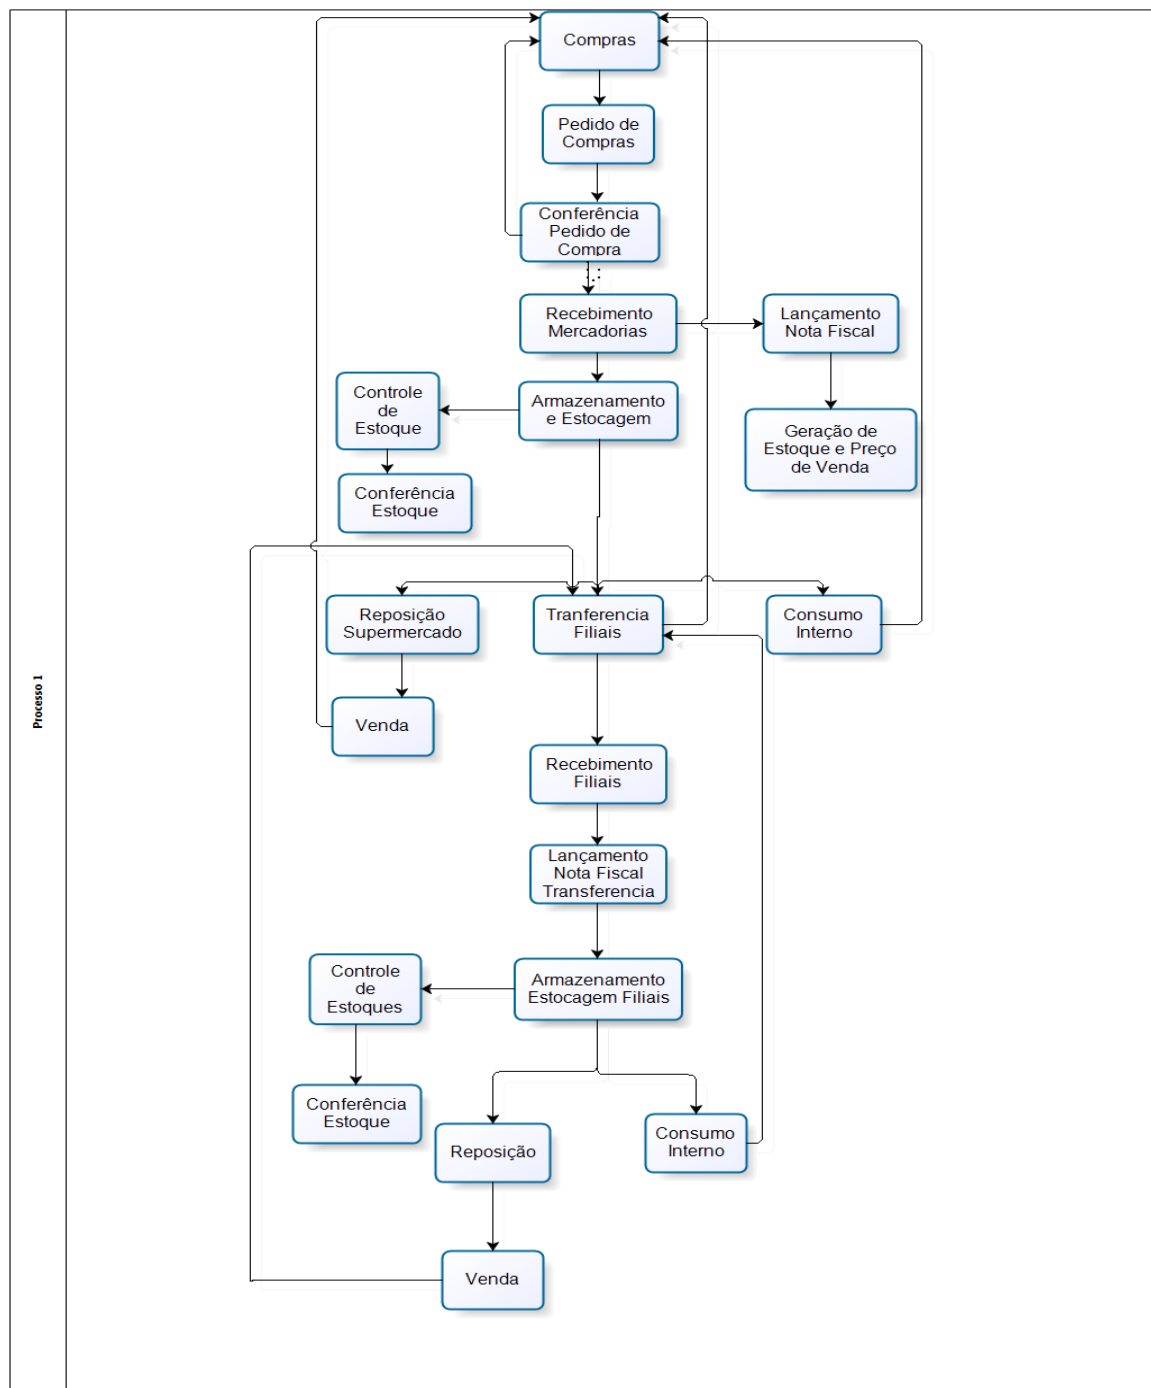 Compras
Pedido de
Compras
Conferência
Pedido de
Compra
Recebimento
Mercadorias
Lançamento
Nota Fiscal
Controle
de
Estoque
Armazenamento
e Estocagem
Geração de
Estoque e Preço
de Venda
Conferência
Estoque
Reposição
Supermercado
Tranferencia
Filiais
Consumo
Interno
Processo 1
Venda
Recebimento
Filiais
Lançamento
Nota Fiscal
Transferencia
Controle
de
Estoques
Armazenamento
Estocagem Filiais
Conferência
Estoque
Reposição
Consumo
Interno
Venda